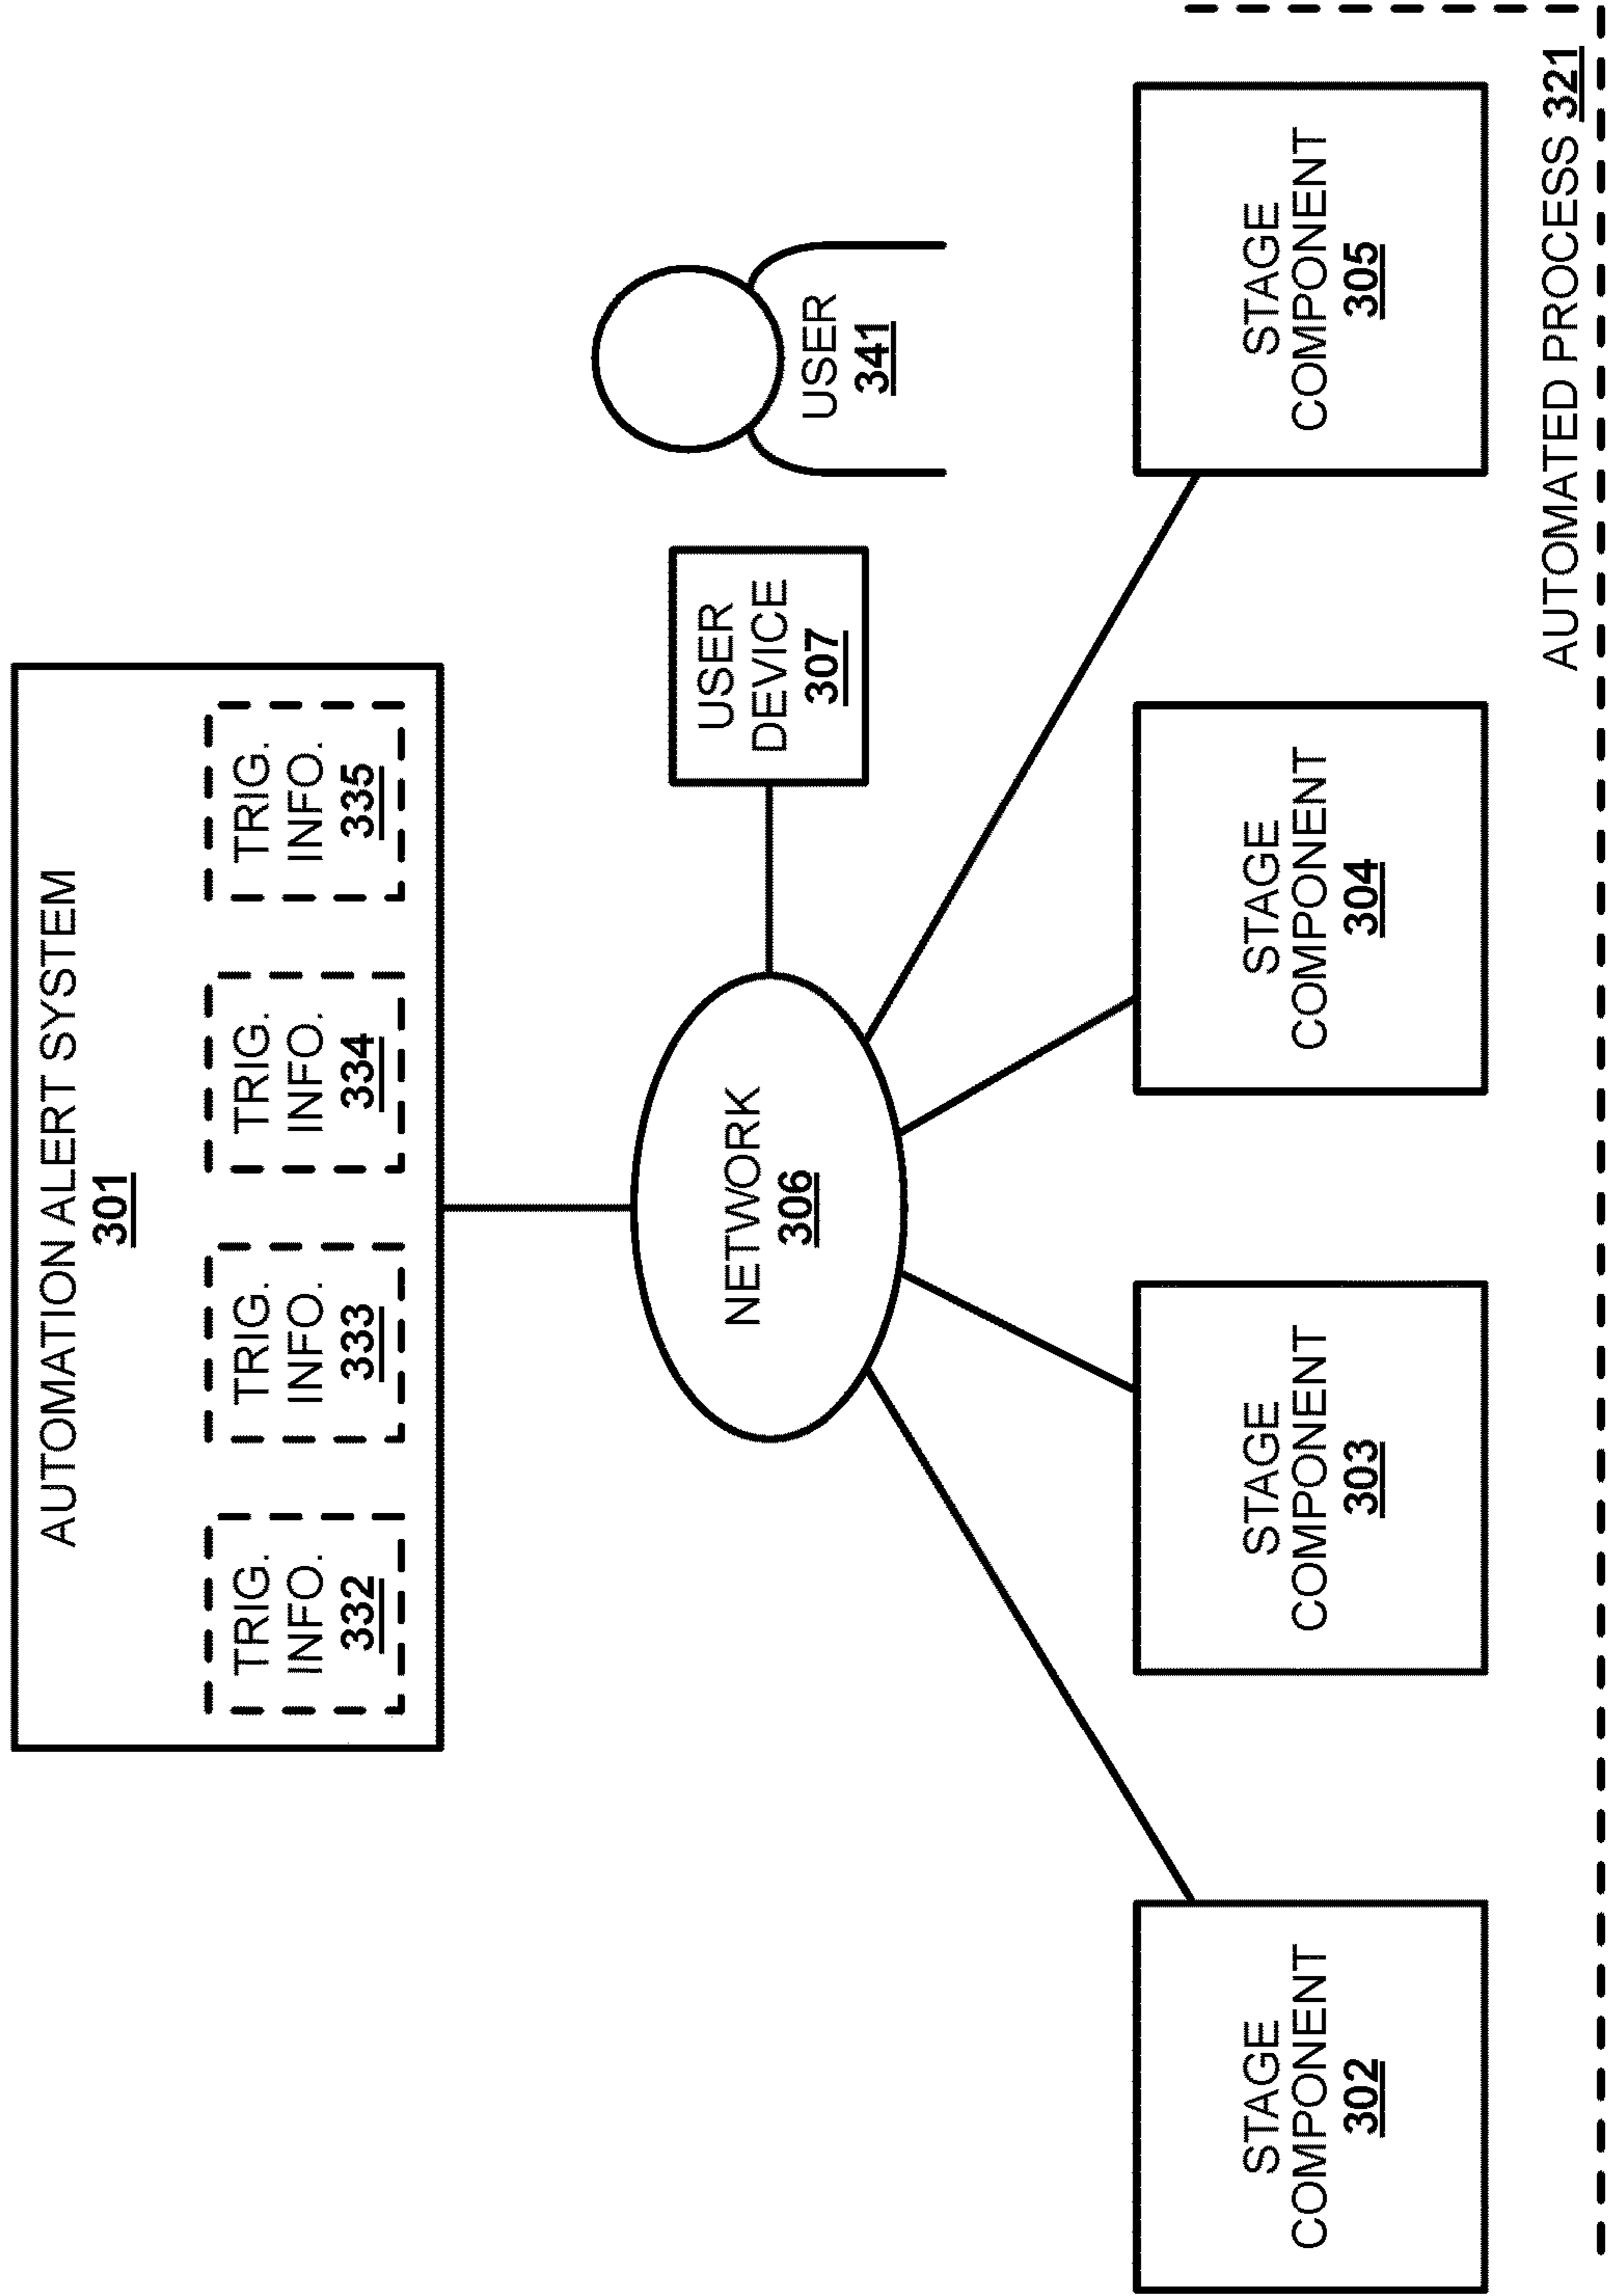 AUTOMATION ALERT SYSTEM
301
TRIG.
INFO.
332
TRIG.
INFO.
333
TRIG.
INFO.
334
TRIG.
INFO.
335
NETWORK
306
USER
DEVICE
307
USER
341
STAGE
COMPONENT
302
STAGE
COMPONENT
303
STAGE
COMPONENT
304
STAGE
COMPONENT
305
AUTOMATED PROCESS 321